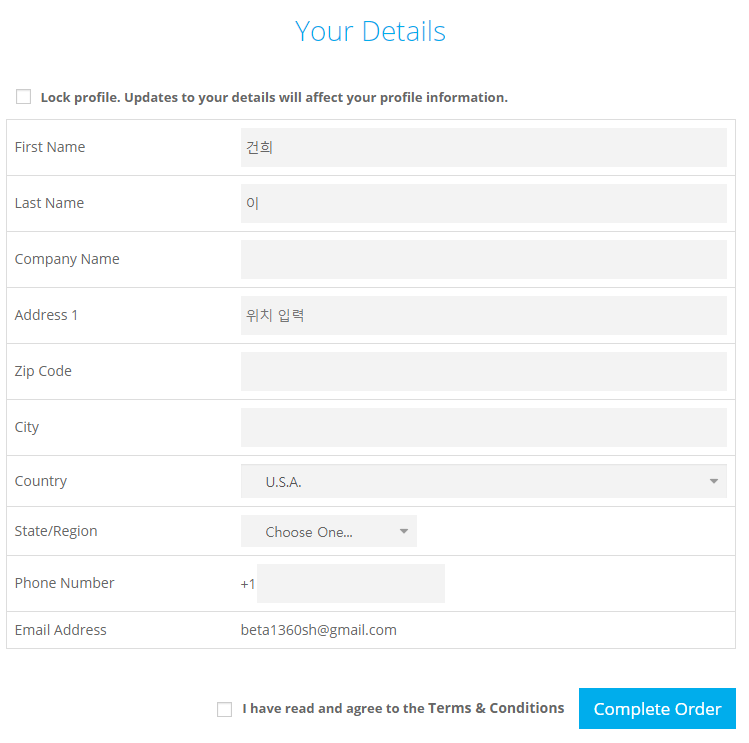 Your Details
Lock profile. Updates to your details will affect your profile information.
First Name 건희
Last Name 이
Company Name
Address 1 위치 입력
Zip Code
City
Country U.S.A.
State/Region Choose One...
Phone Number +1
Email Address beta1360sh@gmail.com
I have read and agree to the Terms & Conditions Complete Order